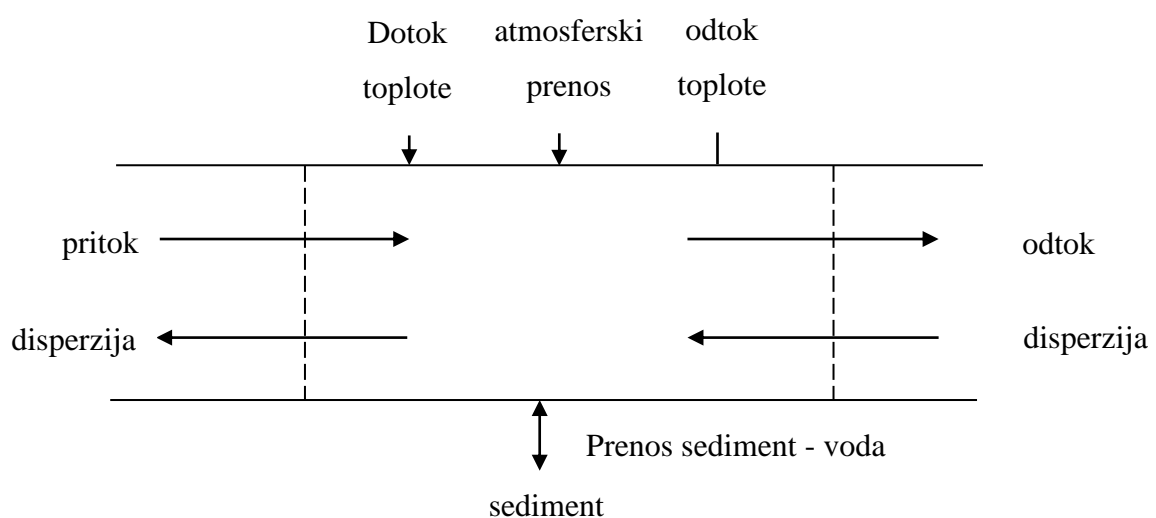 Dotok
toplote
atmosferski
prenos
odtok
toplote
pritok
odtok
disperzija
disperzija
Prenos sediment - voda
sediment